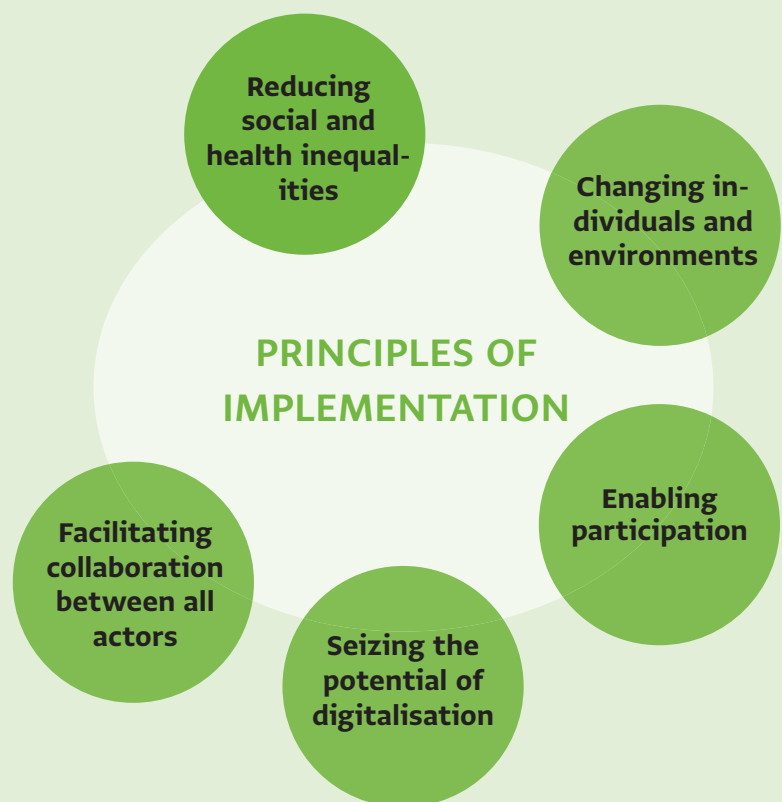 Reducing
social and
health inequal-
ities
Changing in-
dividuals and
environments
PRINCIPLES OF
IMPLEMENTATION
Enabling
participation
Facilitating
collaboration
between all
actors
Seizing the
potential of
digitalisation